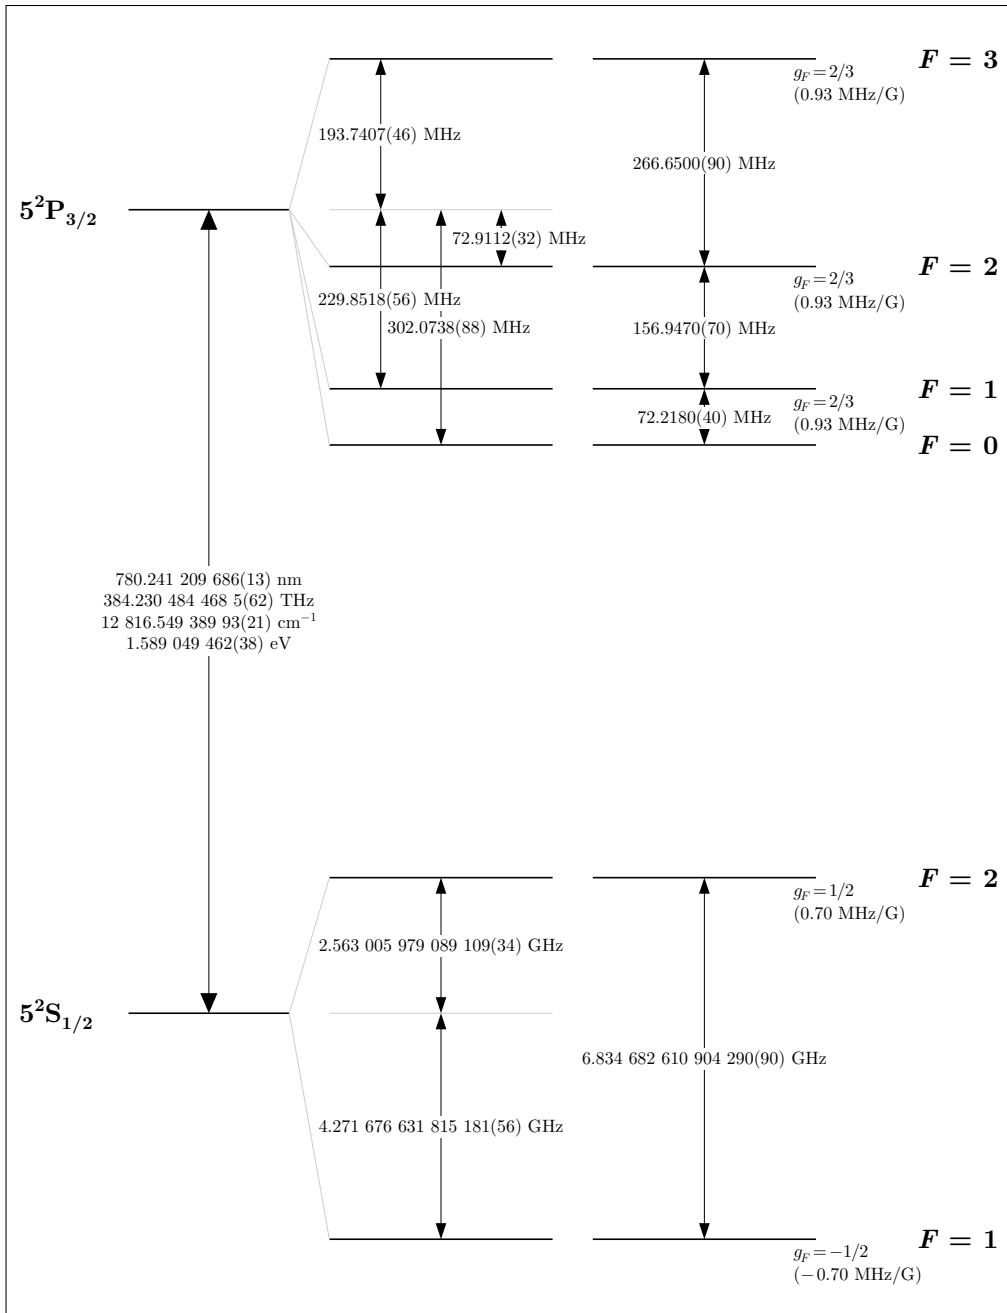 F = 3
g_F = 2/3
(0.93 MHz/G)
193.7407(46) MHz
266.6500(90) MHz
5²P₃/₂
72.9112(32) MHz
F = 2
g_F = 2/3
(0.93 MHz/G)
229.8518(56) MHz
302.0738(88) MHz
156.9470(70) MHz
F = 1
g_F = 2/3
(0.93 MHz/G)
72.2180(40) MHz
F = 0
780.241 209 686(13) nm
384.230 484 468 5(62) THz
12 816.549 389 93(21) cm⁻¹
1.589 049 462(38) eV
F = 2
g_F = 1/2
(0.70 MHz/G)
2.563 005 979 089 109(34) GHz
5²S₁/₂
6.834 682 610 904 290(90) GHz
4.271 676 631 815 181(56) GHz
F = 1
g_F = −1/2
(−0.70 MHz/G)